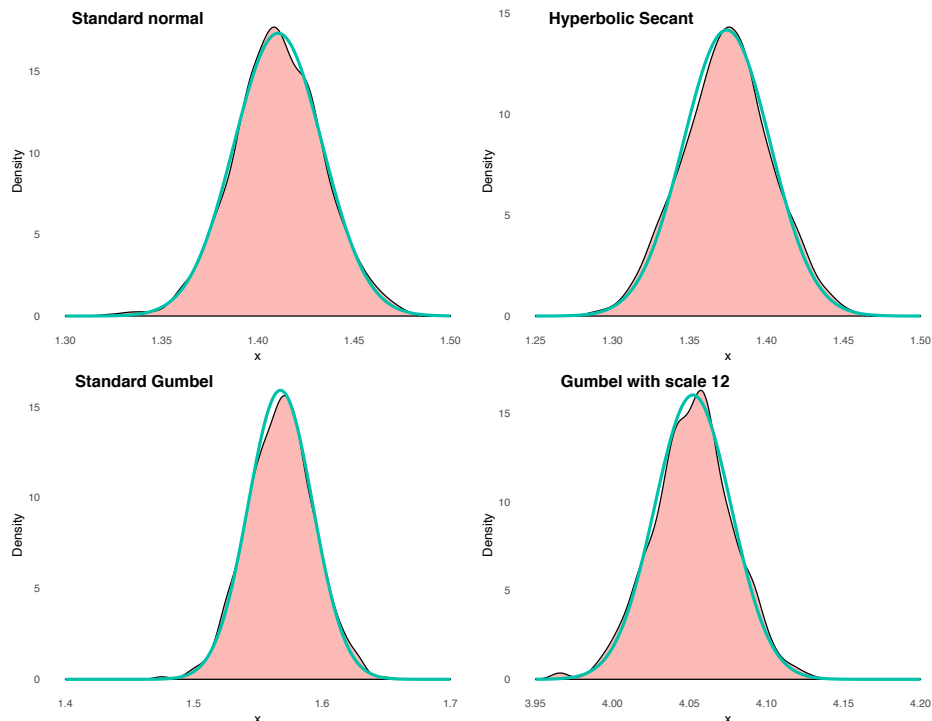 Standard normal
Density
15
10
5
0
1.30 1.35 1.40 1.45 1.50
x
Hyperbolic Secant
Density
15
10
5
0
1.25 1.30 1.35 1.40 1.45 1.50
x
Standard Gumbel
Density
15
10
5
0
1.4 1.5 1.6 1.7
x
Gumbel with scale 12
Density
15
10
5
0
3.95 4.00 4.05 4.10 4.15 4.20
x